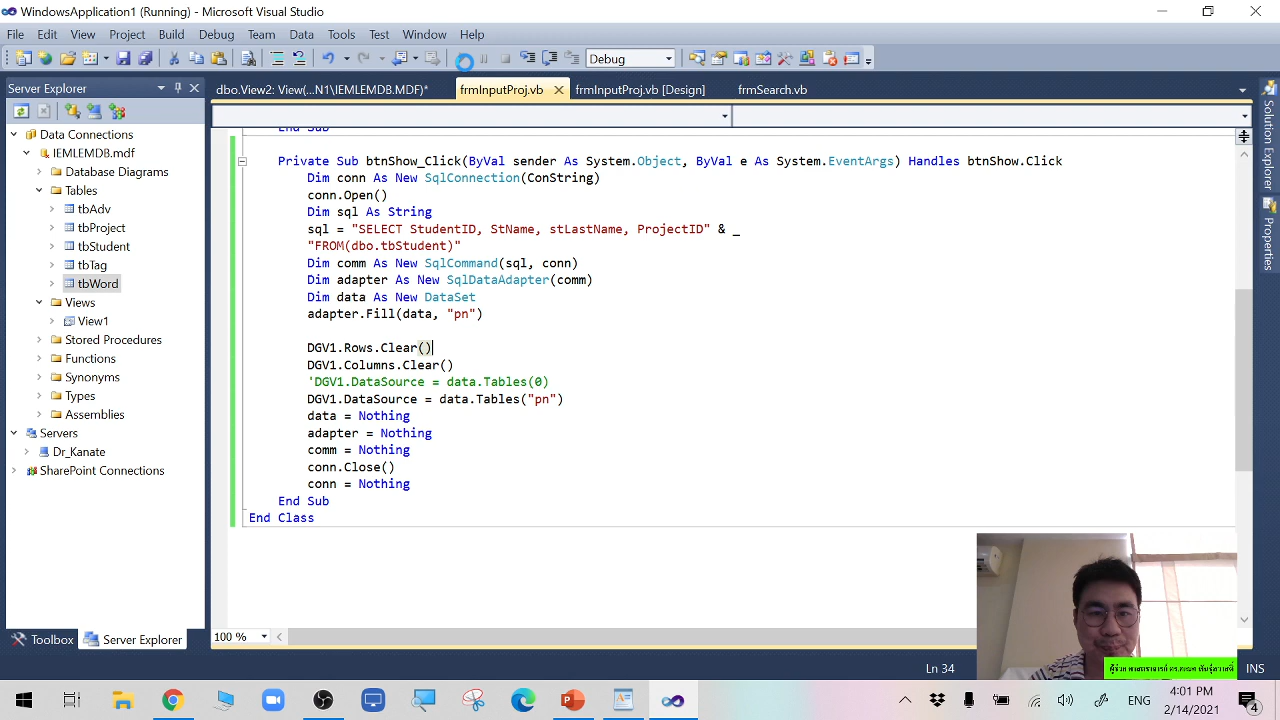 WindowsApplication1 (Running) - Microsoft Visual Studio
File Edit View Project Build Debug Team Data Tools Test Window Help
Debug
Server Explorer
dbo.View2: View(...N1\IEMLEMDB.MDF)*
frmInputProj.vb
frmInputProj.vb [Design]
frmSearch.vb
Data Connections
IEMLEMDB.mdf
Database Diagrams
Tables
tbAdv
tbProject
tbStudent
tbTag
tbWord
Views
View1
Stored Procedures
Functions
Synonyms
Types
Assemblies
Servers
Dr_Kanate
SharePoint Connections
Toolbox
Server Explorer
End Sub
Private Sub btnShow_Click(ByVal sender As System.Object, ByVal e As System.EventArgs) Handles btnShow.Click
Dim conn As New SqlConnection(ConString)
conn.Open()
Dim sql As String
sql = "SELECT StudentID, StName, stLastName, ProjectID" & _
"FROM(dbo.tbStudent)"
Dim comm As New SqlCommand(sql, conn)
Dim adapter As New SqlDataAdapter(comm)
Dim data As New DataSet
adapter.Fill(data, "pn")
DGV1.Rows.Clear()
DGV1.Columns.Clear()
'DGV1.DataSource = data.Tables(0)
DGV1.DataSource = data.Tables("pn")
data = Nothing
adapter = Nothing
comm = Nothing
conn.Close()
conn = Nothing
End Sub
End Class
100 %
Solution Explorer
Properties
Ln 34
INS
ENG
4:01 PM
2/14/2021
4